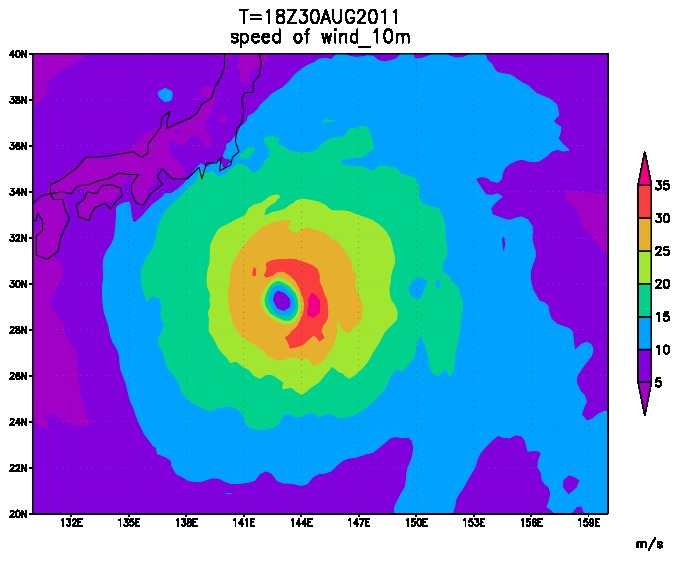 T=18Z30AUG2011
speed of wind_10m
40N
38N
36N
34N
32N
30N
28N
26N
24N
22N
20N
132E 135E 138E 141E 144E 147E 150E 153E 156E 159E
35
30
25
20
15
10
5
m/s